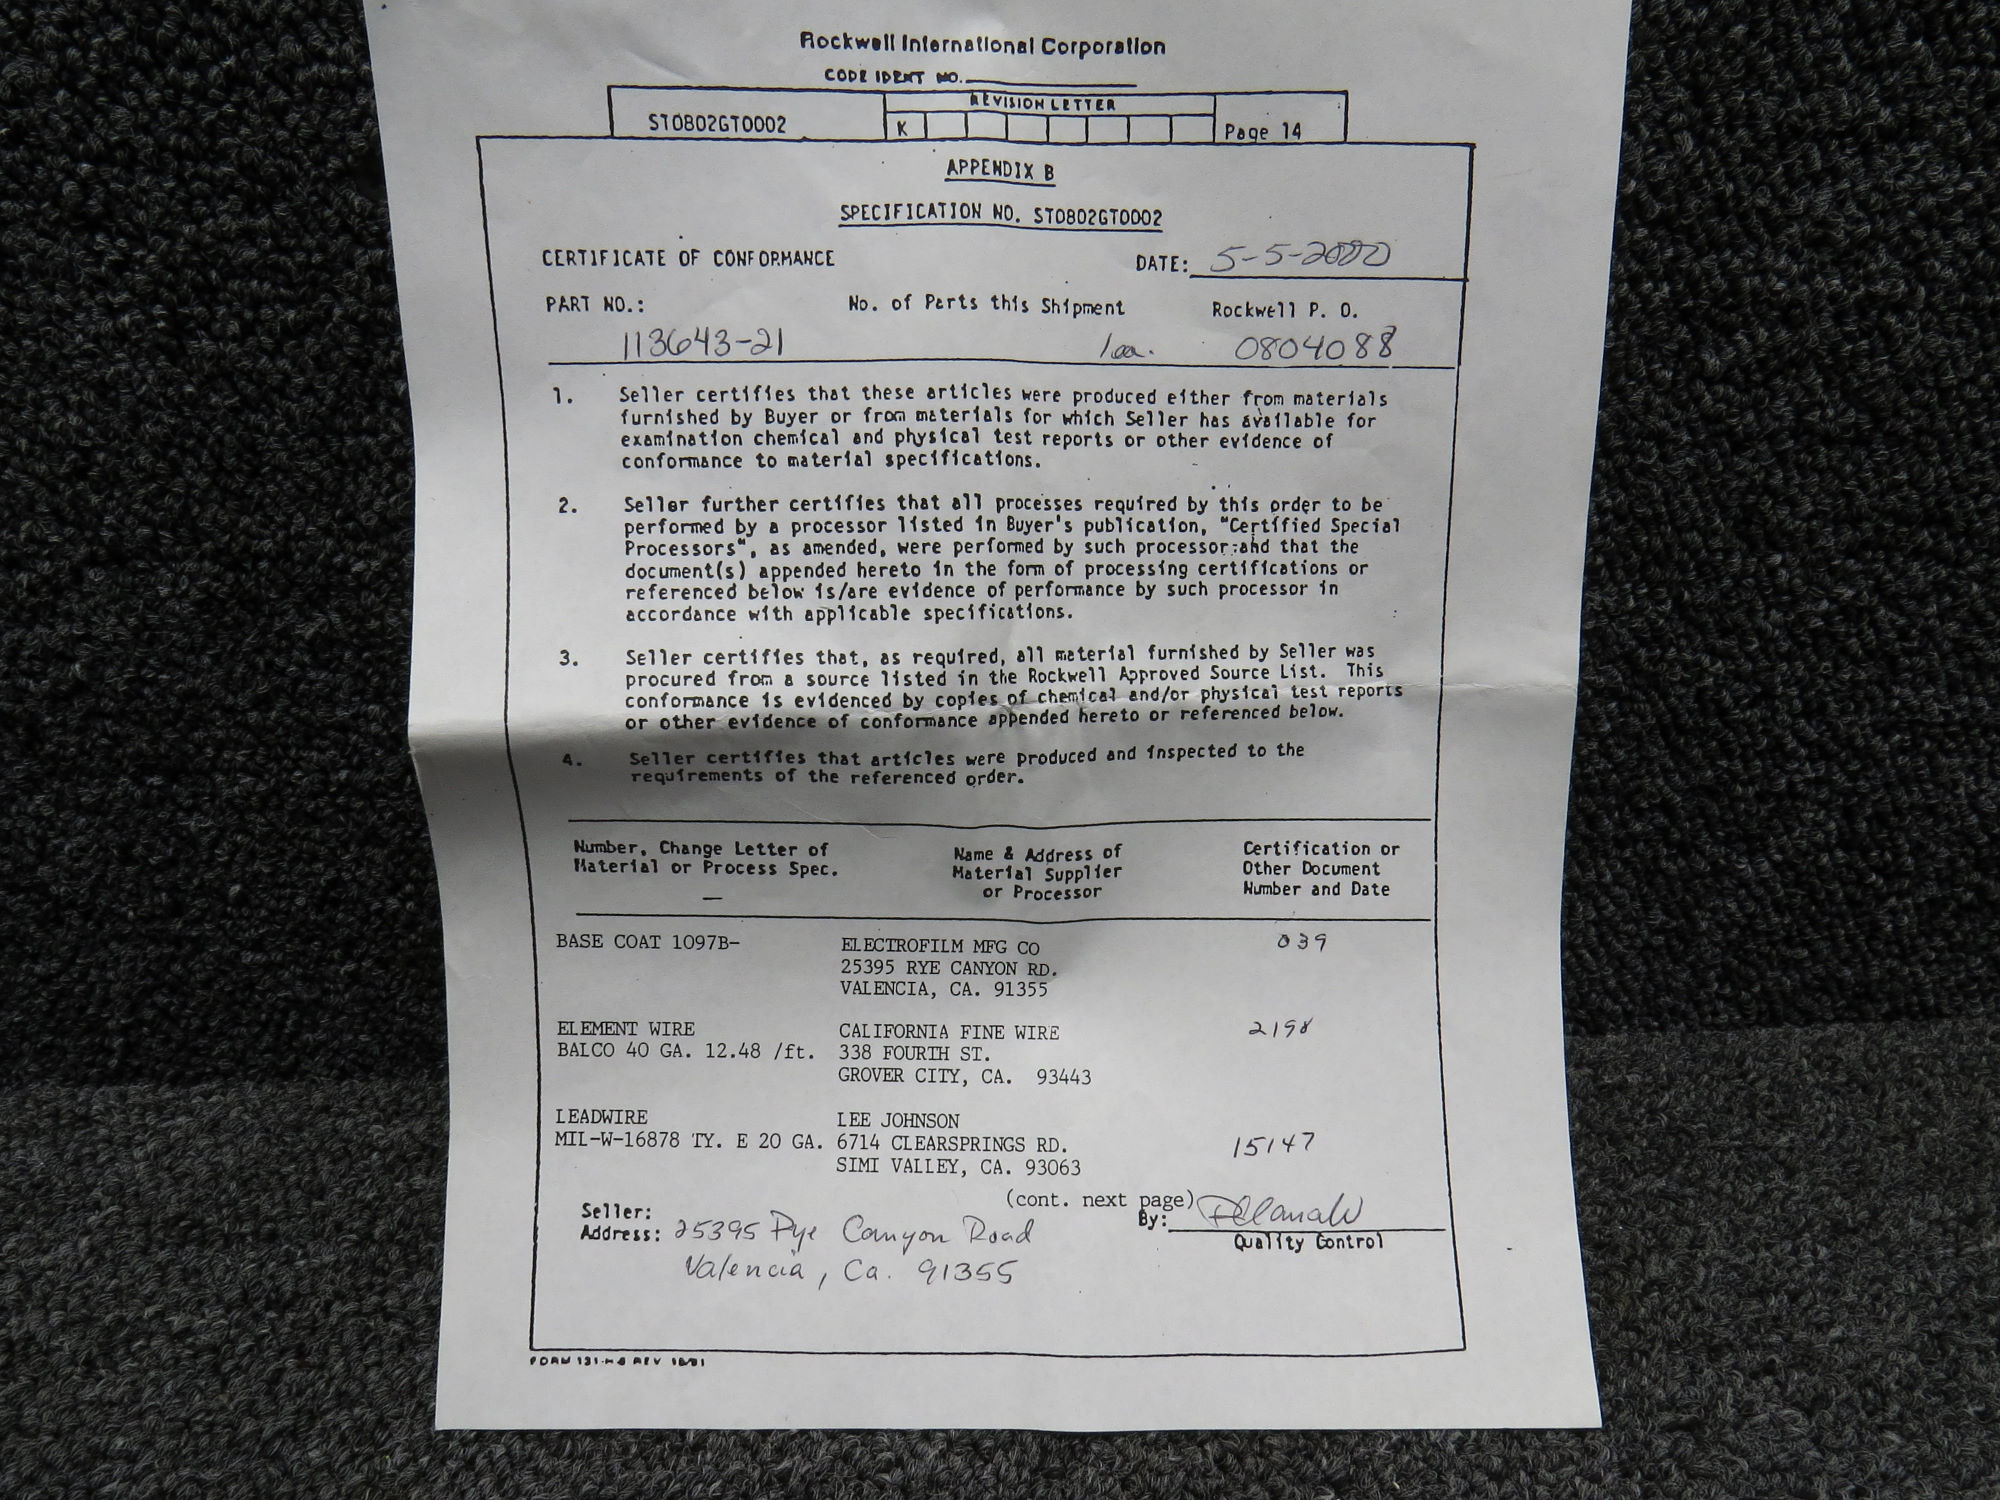 Rockwell International Corporation
CODE IDENT NO.
REVISION LETTER
ST0802GT0002 K Page 14
APPENDIX B
SPECIFICATION NO. ST0802GT0002
CERTIFICATE OF CONFORMANCE DATE: 5-5-2000
PART NO.: No. of Parts this Shipment Rockwell P. O.
113643-21 1ea. 0804088
1. Seller certifies that these articles were produced either from materials
furnished by Buyer or from materials for which Seller has available for
examination chemical and physical test reports or other evidence of
conformance to material specifications.
2. Seller further certifies that all processes required by this order to be
performed by a processor listed in Buyer's publication, "Certified Special
Processors", as amended, were performed by such processor and that the
document(s) appended hereto in the form of processing certifications or
referenced below is/are evidence of performance by such processor in
accordance with applicable specifications.
3. Seller certifies that, as required, all material furnished by Seller was
procured from a source listed in the Rockwell Approved Source List. This
conformance is evidenced by copies of chemical and/or physical test reports
or other evidence of conformance appended hereto or referenced below.
4. Seller certifies that articles were produced and inspected to the
requirements of the referenced order.
Number, Change Letter of Name & Address of Certification or
Material or Process Spec. Material Supplier Other Document
or Processor Number and Date
BASE COAT 1097B- ELECTROFILM MFG CO 039
25395 RYE CANYON RD.
VALENCIA, CA. 91355
ELEMENT WIRE CALIFORNIA FINE WIRE 2198
BALCO 40 GA. 12.48 /ft. 338 FOURTH ST.
GROVER CITY, CA. 93443
LEADWIRE LEE JOHNSON
MIL-W-16878 TY. E 20 GA. 6714 CLEARSPRINGS RD. 15147
SIMI VALLEY, CA. 93063
(cont. next page)
Seller: By:
Address: 25395 Rye Canyon Road Quality Control
Valencia, Ca. 91355
FORM 131-H REV 10/81